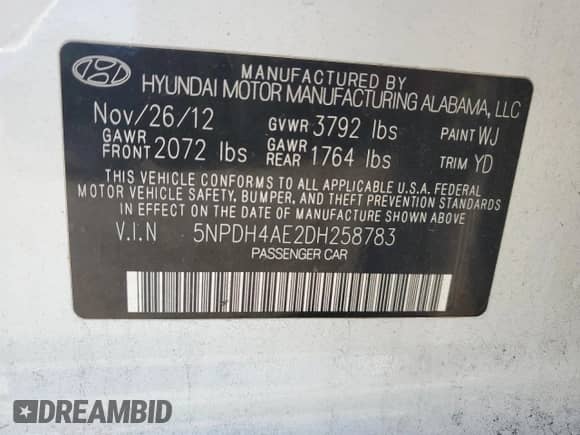 MANUFACTURED BY
HYUNDAI MOTOR MANUFACTURING ALABAMA, LLC
Nov/26/12 GVWR 3792 lbs PAINT WJ
GAWR FRONT 2072 lbs GAWR REAR 1764 lbs TRIM YD
THIS VEHICLE CONFORMS TO ALL APPLICABLE U.S.A. FEDERAL
MOTOR VEHICLE SAFETY, BUMPER, AND THEFT PREVENTION STANDARDS
IN EFFECT ON THE DATE OF MANUFACTURE SHOWN ABOVE.
V.I.N 5NPDH4AE2DH258783
PASSENGER CAR
DREAMBID